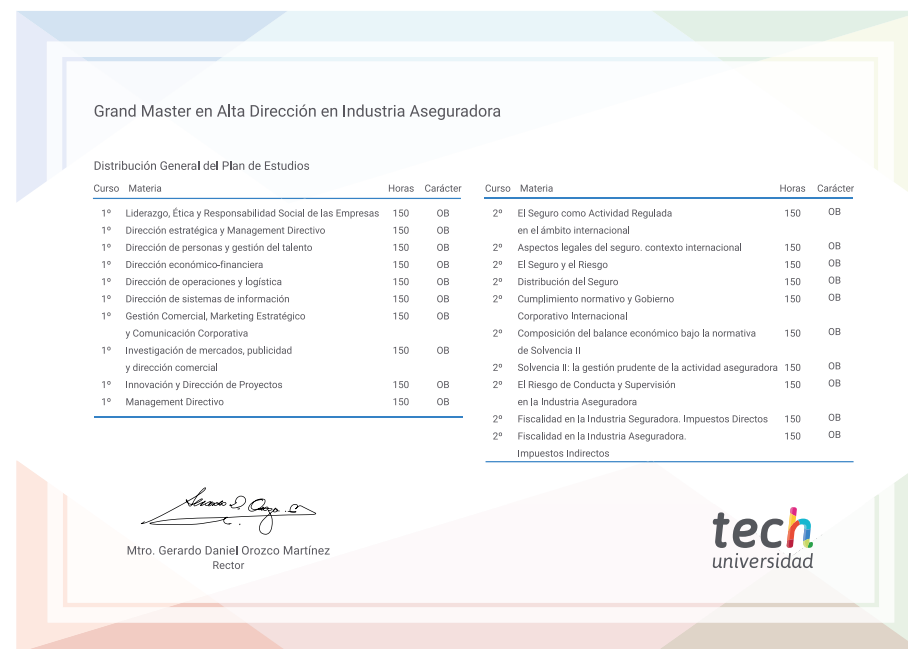 Grand Master en Alta Dirección en Industria Aseguradora
Distribución General del Plan de Estudios
Curso Materia Horas Carácter
1º Liderazgo, Ética y Responsabilidad Social de las Empresas 150 OB
1º Dirección estratégica y Management Directivo 150 OB
1º Dirección de personas y gestión del talento 150 OB
1º Dirección económico-financiera 150 OB
1º Dirección de operaciones y logística 150 OB
1º Dirección de sistemas de información 150 OB
1º Gestión Comercial, Marketing Estratégico 150 OB
y Comunicación Corporativa
1º Investigación de mercados, publicidad 150 OB
y dirección comercial
1º Innovación y Dirección de Proyectos 150 OB
1º Management Directivo 150 OB
Curso Materia Horas Carácter
2º El Seguro como Actividad Regulada 150 OB
en el ámbito internacional
2º Aspectos legales del seguro. contexto internacional 150 OB
2º El Seguro y el Riesgo 150 OB
2º Distribución del Seguro 150 OB
2º Cumplimiento normativo y Gobierno 150 OB
Corporativo Internacional
2º Composición del balance económico bajo la normativa 150 OB
de Solvencia II
2º Solvencia II: la gestión prudente de la actividad aseguradora 150 OB
2º El Riesgo de Conducta y Supervisión 150 OB
en la Industria Aseguradora
2º Fiscalidad en la Industria Seguradora. Impuestos Directos 150 OB
2º Fiscalidad en la Industria Aseguradora. 150 OB
Impuestos Indirectos
Mtro. Gerardo Daniel Orozco Martínez
Rector
tech
universidad